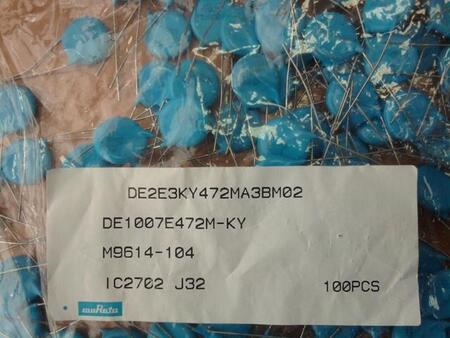 DE2E3KY472MA3BM02
DE1007E472M-KY
M9614-104
IC2702 J32 100PCS
muRata